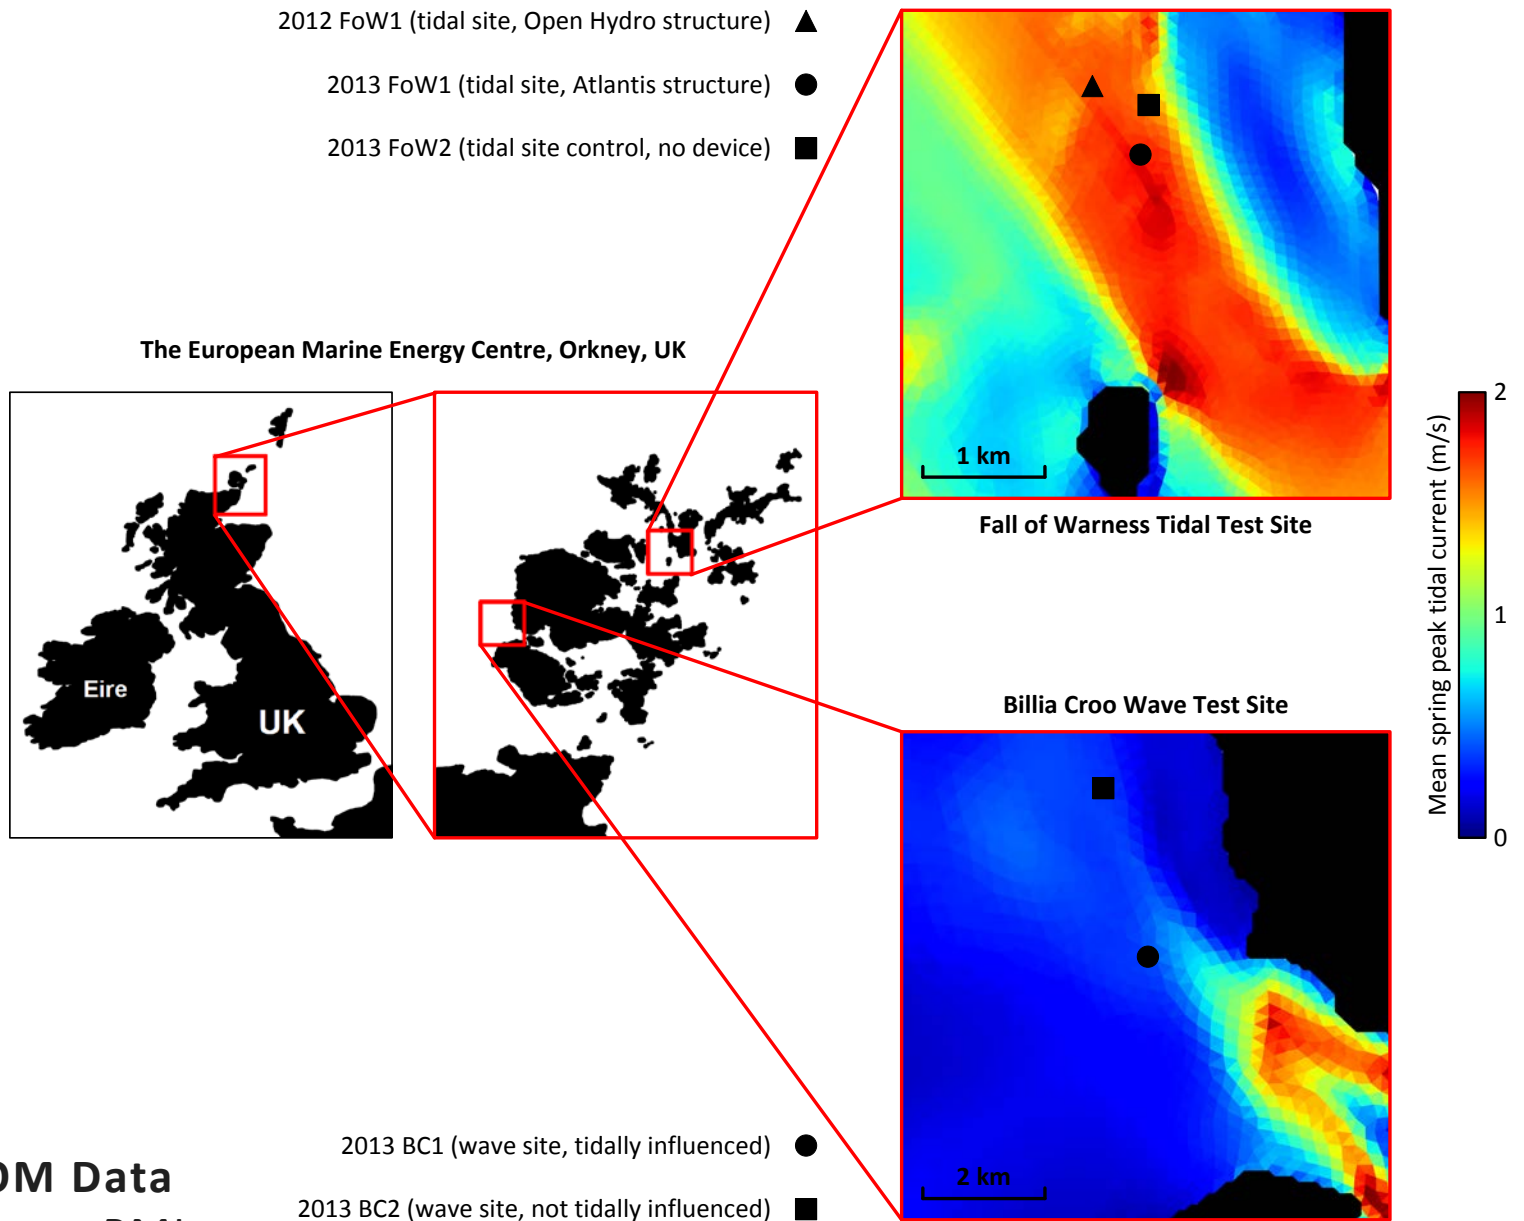 2012 FoW1 (tidal site, Open Hydro structure)
2013 FoW1 (tidal site, Atlantis structure)
2013 FoW2 (tidal site control, no device)
1 km
Fall of Warness Tidal Test Site
The European Marine Energy Centre, Orkney, UK
Eire
UK
Mean spring peak tidal current (m/s)
2
1
0
Billia Croo Wave Test Site
2 km
2013 BC1 (wave site, tidally influenced)
2013 BC2 (wave site, not tidally influenced)
OM Data